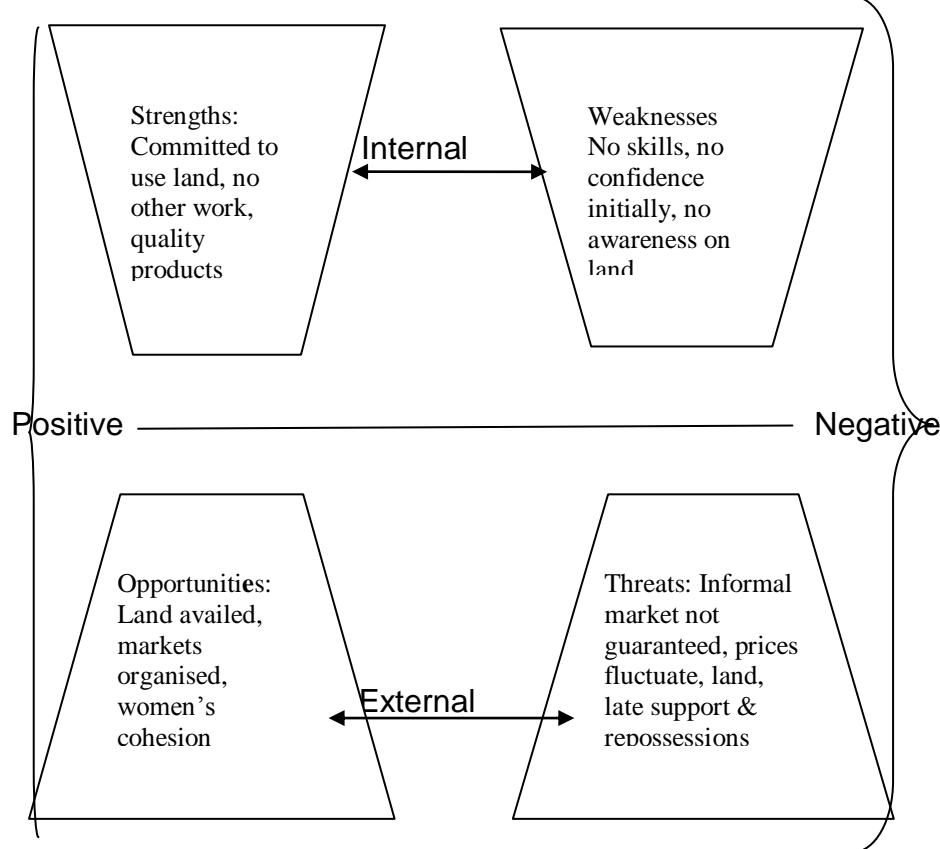 Strengths:
Committed to
use land, no
other work,
quality
products
Internal
Weaknesses
No skills, no
confidence
initially, no
awareness on
land
Positive
Negative
Opportunities:
Land availed,
markets
organised,
women's
cohesion
External
Threats: Informal
market not
guaranteed, prices
fluctuate, land,
late support &
repossessions